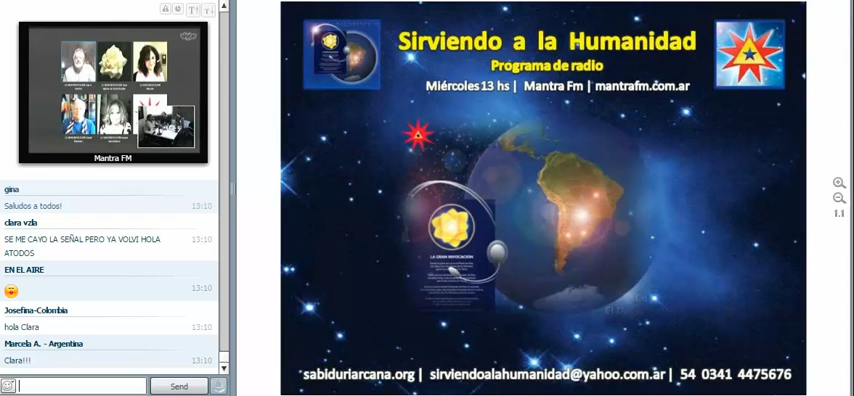 Mantra FM
gina
Saludos a todos!
13:10
clara vzla
SE ME CAYO LA SEÑAL PERO YA VOLVI HOLA
ATODOS
13:10
EN EL AIRE
13:10
Josefina-Colombia
hola Clara
13:10
Marcela A. - Argentina
Clara!!!
13:10
Send
Sirviendo a la Humanidad
Programa de radio
Miércoles 13 hs | Mantra Fm | mantrafm.com.ar
LA GRAN INVOCACIÓN
sabiduriarcana.org | sirviendoalahumanidad@yahoo.com.ar | 54 0341 4475676
1.1